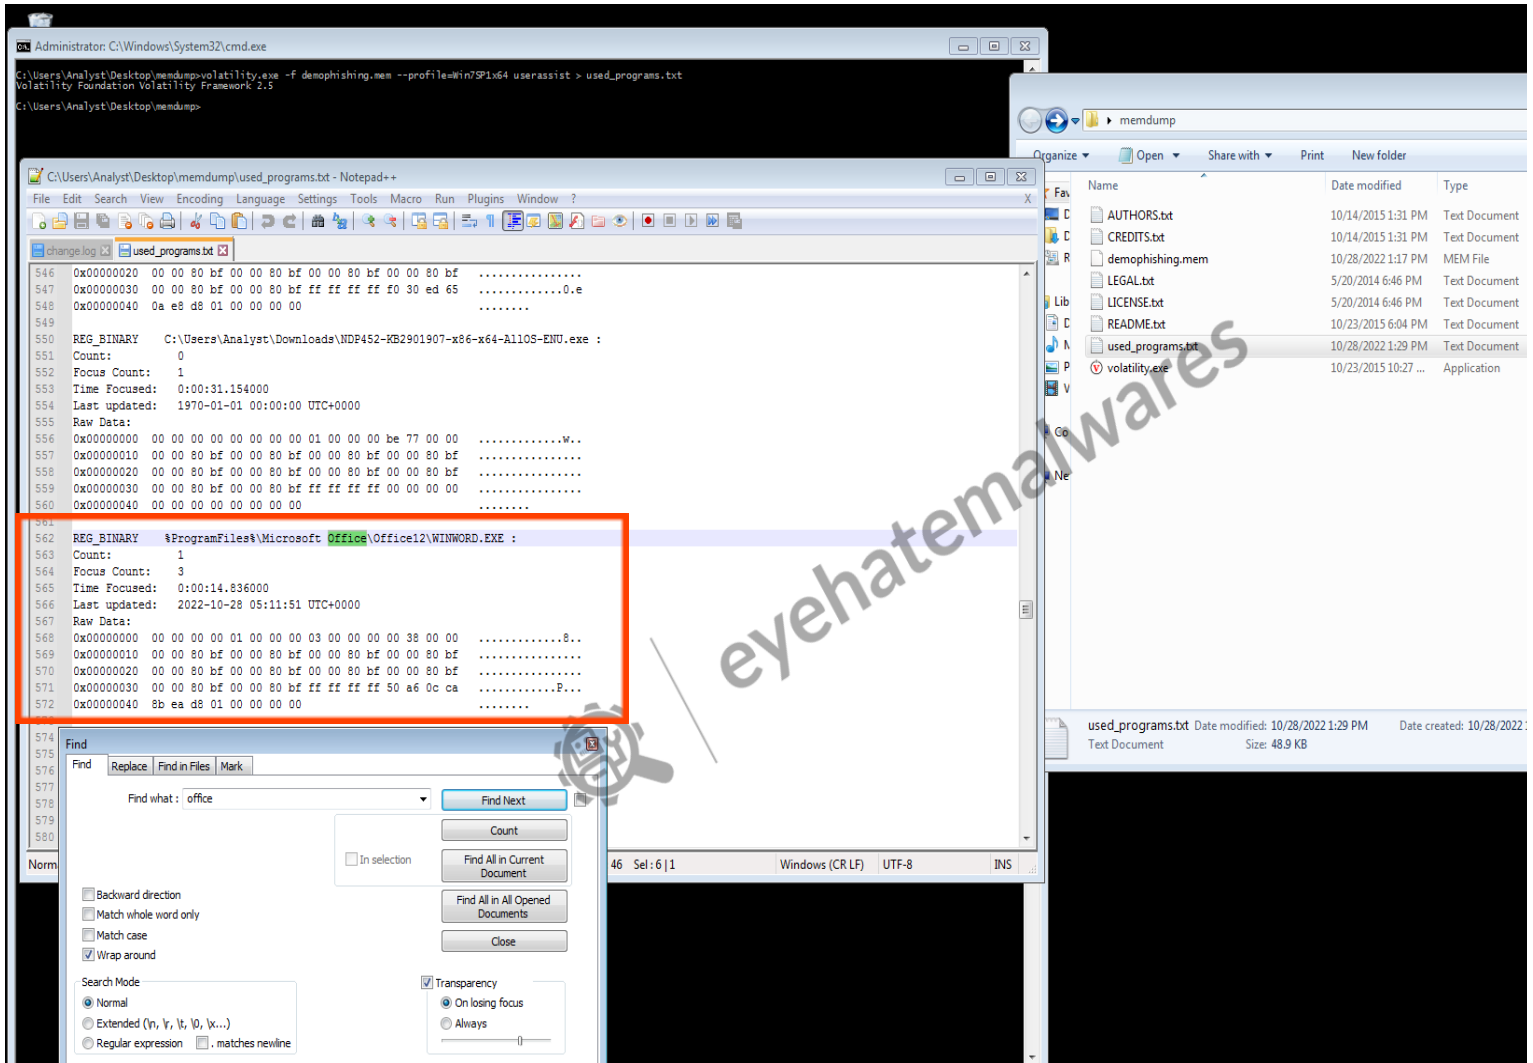 Administrator: C:\Windows\System32\cmd.exe
C:\Users\Analyst\Desktop\memdump>volatility.exe -f demophishing.mem --profile=Win7SP1x64 userassist > used_programs.txt
Volatility Foundation Volatility Framework 2.5
C:\Users\Analyst\Desktop\memdump>
C:\Users\Analyst\Desktop\memdump\used_programs.txt - Notepad++
File Edit Search View Encoding Language Settings Tools Macro Run Plugins Window ? X
change.log used_programs.txt
546 0x00000020 00 00 80 bf 00 00 80 bf 00 00 80 bf 00 00 80 bf ................
547 0x00000030 00 00 80 bf 00 00 80 bf ff ff ff ff f0 30 ed 65 .............0.e
548 0x00000040 0a e8 d8 01 00 00 00 00 ........
549
550 REG_BINARY C:\Users\Analyst\Downloads\NDP452-KB2901907-x86-x64-AllOS-ENU.exe :
551 Count: 0
552 Focus Count: 1
553 Time Focused: 0:00:31.154000
554 Last updated: 1970-01-01 00:00:00 UTC+0000
555 Raw Data:
556 0x00000000 00 00 00 00 00 00 00 00 01 00 00 00 be 77 00 00 .............w..
557 0x00000010 00 00 80 bf 00 00 80 bf 00 00 80 bf 00 00 80 bf ................
558 0x00000020 00 00 80 bf 00 00 80 bf 00 00 80 bf 00 00 80 bf ................
559 0x00000030 00 00 80 bf 00 00 80 bf ff ff ff ff 00 00 00 00 ................
560 0x00000040 00 00 00 00 00 00 00 00 ........
561
562 REG_BINARY %ProgramFiles%\Microsoft Office\Office12\WINWORD.EXE :
563 Count: 1
564 Focus Count: 3
565 Time Focused: 0:00:14.836000
566 Last updated: 2022-10-28 05:11:51 UTC+0000
567 Raw Data:
568 0x00000000 00 00 00 00 01 00 00 00 03 00 00 00 00 38 00 00 .............8..
569 0x00000010 00 00 80 bf 00 00 80 bf 00 00 80 bf 00 00 80 bf ................
570 0x00000020 00 00 80 bf 00 00 80 bf 00 00 80 bf 00 00 80 bf ................
571 0x00000030 00 00 80 bf 00 00 80 bf ff ff ff ff 50 a6 0c ca ............P...
572 0x00000040 8b ea d8 01 00 00 00 00 ........
574
575
576
577
578
579
580
Norm 46 Sel : 6 | 1 Windows (CR LF) UTF-8 INS
Find
Find Replace Find in Files Mark
Find what : office Find Next
Count
In selection Find All in Current Document
Backward direction Find All in All Opened Documents
Match whole word only
Match case Close
Wrap around
Search Mode Transparency
Normal On losing focus
Extended (\n, \r, \t, \0, \x...) Always
Regular expression . matches newline
memdump
Organize Open Share with Print New folder
Fav Name Date modified Type
D AUTHORS.txt 10/14/2015 1:31 PM Text Document
D CREDITS.txt 10/14/2015 1:31 PM Text Document
R demophishing.mem 10/28/2022 1:17 PM MEM File
LEGAL.txt 5/20/2014 6:46 PM Text Document
Lib LICENSE.txt 5/20/2014 6:46 PM Text Document
D README.txt 10/23/2015 6:04 PM Text Document
used_programs.txt 10/28/2022 1:29 PM Text Document
P volatility.exe 10/23/2015 10:27 ... Application
V
Co
Ne
used_programs.txt Date modified: 10/28/2022 1:29 PM Date created: 10/28/2022
Text Document Size: 48.9 KB
eyehatemalwares